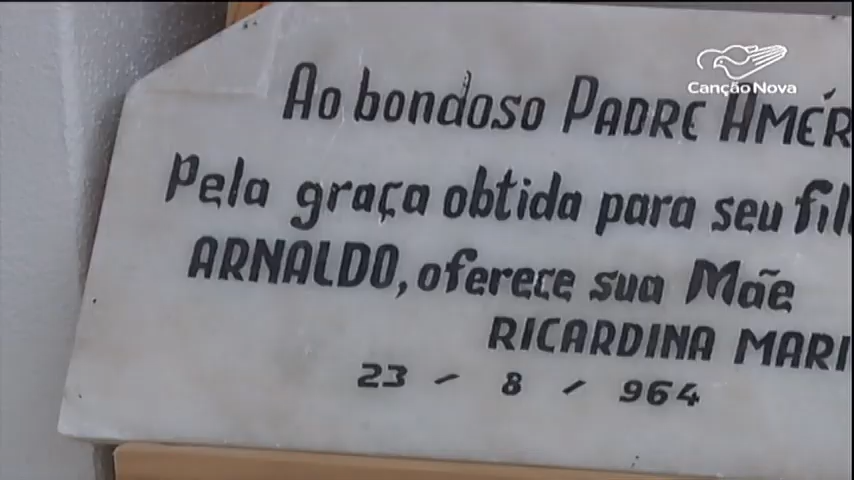 Canção Nova
Ao bondoso PADRE AMÉR
Pela graça obtida para seu fil
ARNALDO, oferece sua Mãe
RICARDINA MARI
23 - 8 / 964